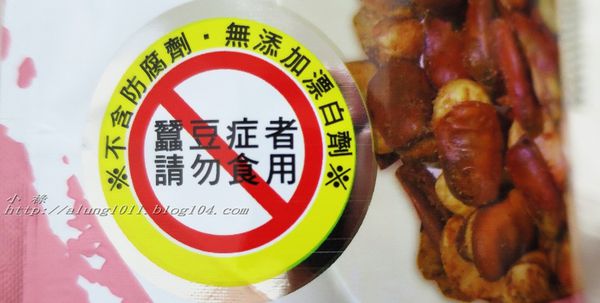 ※不含防腐劑・無添加漂白劑※
蠶豆症者
請勿食用
小祿
http://alung1011.blog104.com/